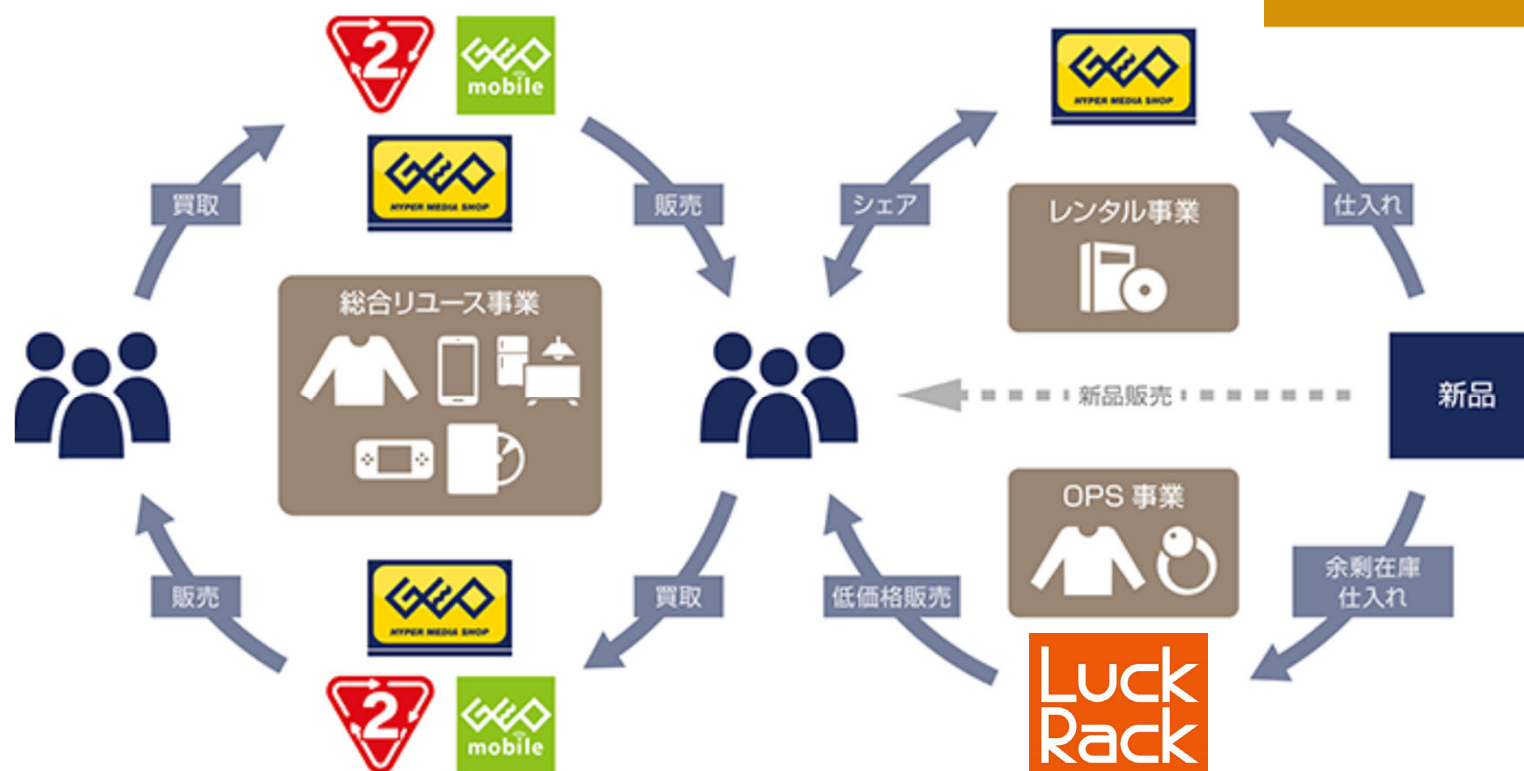 2
GEO
mobile
GEO
HYPER MEDIA SHOP
買取
販売
総合リユース事業
販売
買取
GEO
HYPER MEDIA SHOP
2
GEO
mobile
GEO
HYPER MEDIA SHOP
シェア
レンタル事業
仕入れ
新品販売
新品
OPS 事業
低価格販売
余剰在庫
仕入れ
Luck
Rack